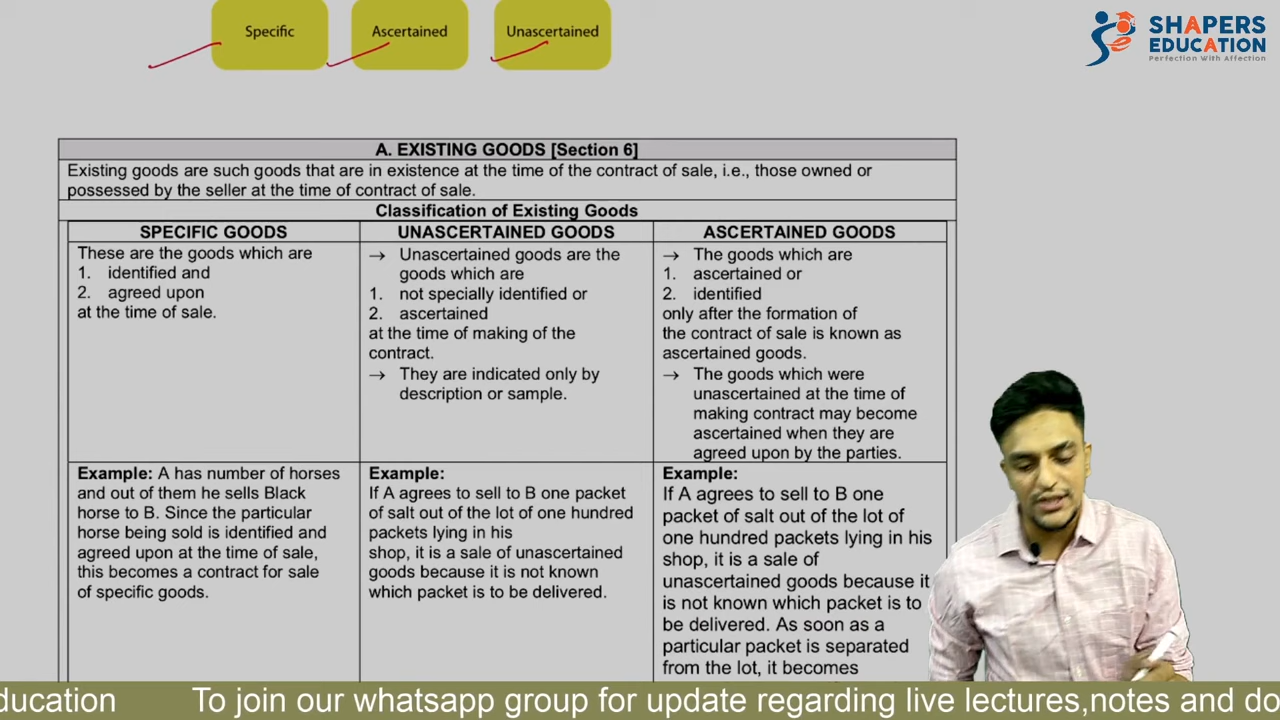 Specific
Ascertained
Unascertained
SHAPERS
EDUCATION
Perfection With Affection
A. EXISTING GOODS [Section 6]
Existing goods are such goods that are in existence at the time of the contract of sale, i.e., those owned or
possessed by the seller at the time of contract of sale.
Classification of Existing Goods
SPECIFIC GOODS
These are the goods which are
1. identified and
2. agreed upon
at the time of sale.
UNASCERTAINED GOODS
→ Unascertained goods are the
goods which are
1. not specially identified or
2. ascertained
at the time of making of the
contract.
→ They are indicated only by
description or sample.
ASCERTAINED GOODS
→ The goods which are
1. ascertained or
2. identified
only after the formation of
the contract of sale is known as
ascertained goods.
→ The goods which were
unascertained at the time of
making contract may become
ascertained when they are
agreed upon by the parties.
Example: A has number of horses
and out of them he sells Black
horse to B. Since the particular
horse being sold is identified and
agreed upon at the time of sale,
this becomes a contract for sale
of specific goods.
Example:
If A agrees to sell to B one packet
of salt out of the lot of one hundred
packets lying in his
shop, it is a sale of unascertained
goods because it is not known
which packet is to be delivered.
Example:
If A agrees to sell to B one
packet of salt out of the lot of
one hundred packets lying in his
shop, it is a sale of
unascertained goods because it
is not known which packet is to
be delivered. As soon as a
particular packet is separated
from the lot, it becomes
ducation To join our whatsapp group for update regarding live lectures,notes and do